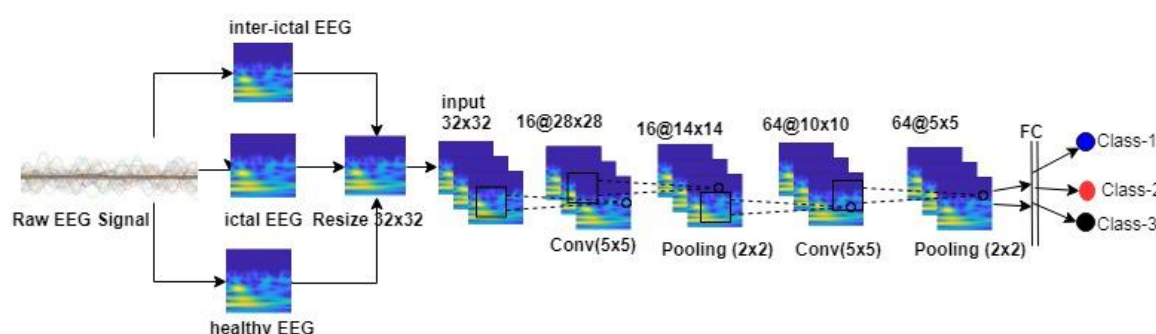 inter-ictal EEG
Raw EEG Signal
ictal EEG
Resize 32x32
healthy EEG
input
32x32
16@28x28
Conv(5x5)
16@14x14
Pooling (2x2)
64@10x10
Conv(5x5)
64@5x5
Pooling (2x2)
FC
Class-1
Class-2
Class-3